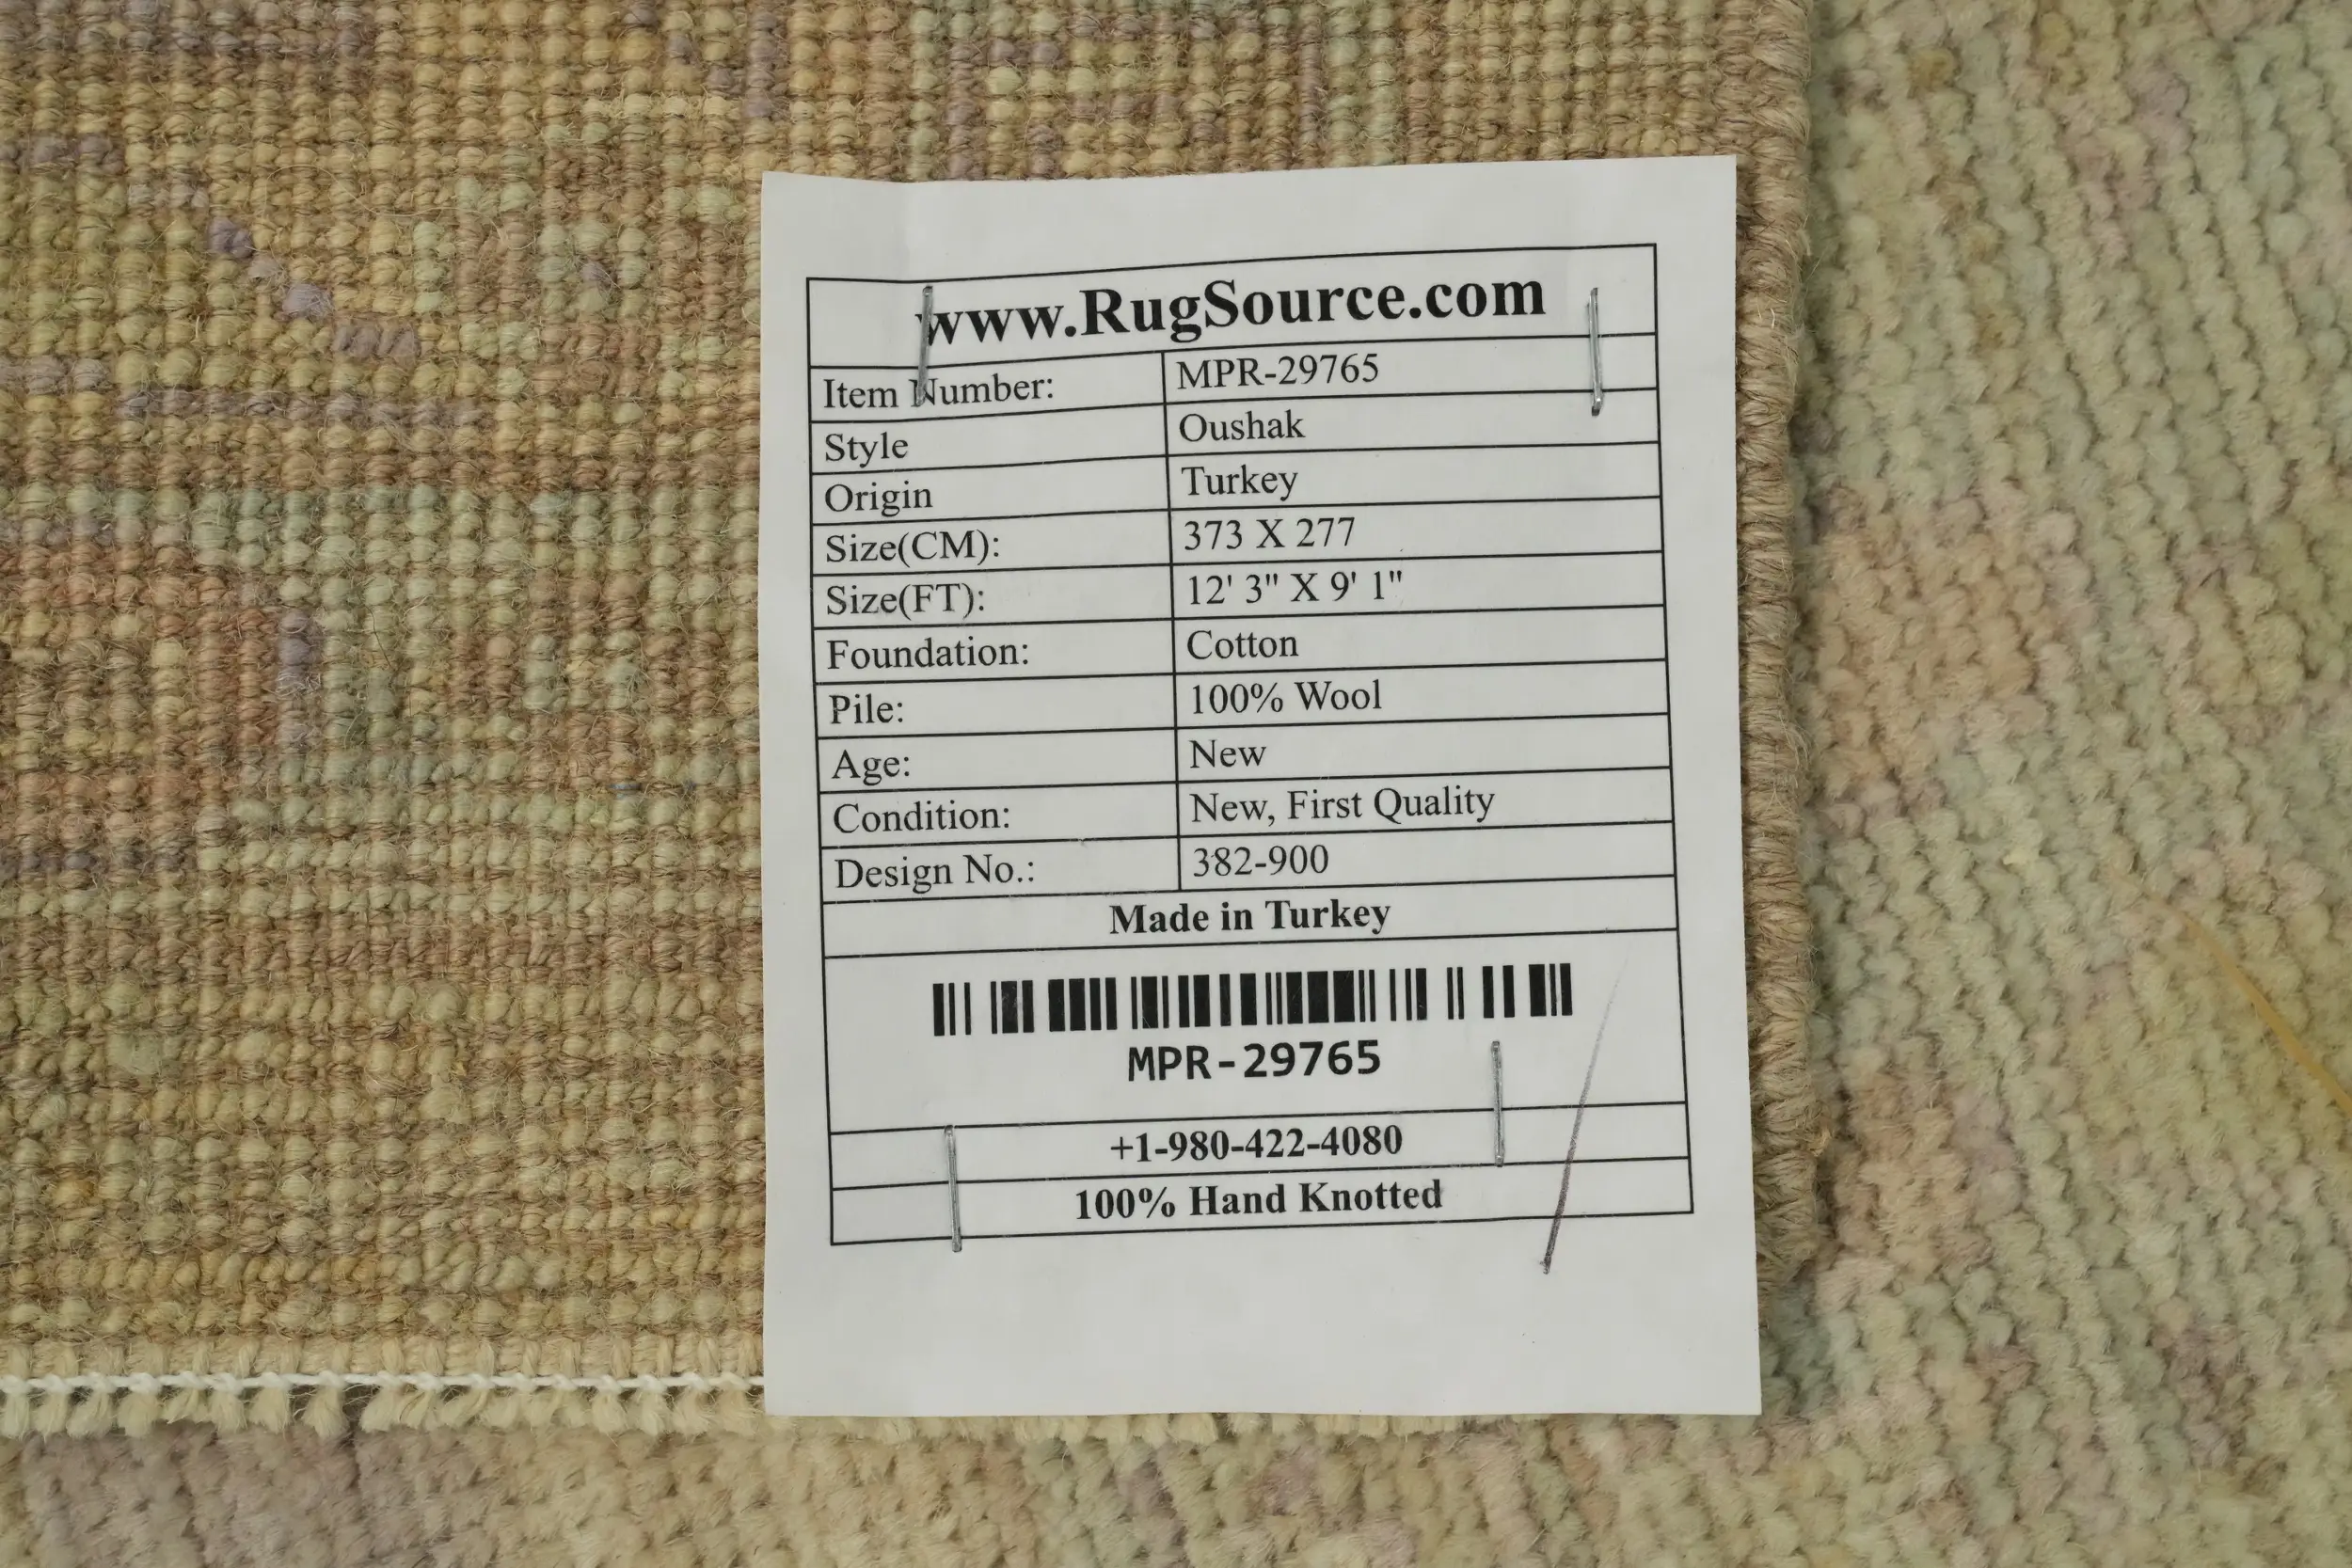 www.RugSource.com
Item Number: MPR-29765
Style Oushak
Origin Turkey
Size(CM): 373 X 277
Size(FT): 12' 3" X 9' 1"
Foundation: Cotton
Pile: 100% Wool
Age: New
Condition: New, First Quality
Design No.: 382-900
Made in Turkey
MPR-29765
+1-980-422-4080
100% Hand Knotted